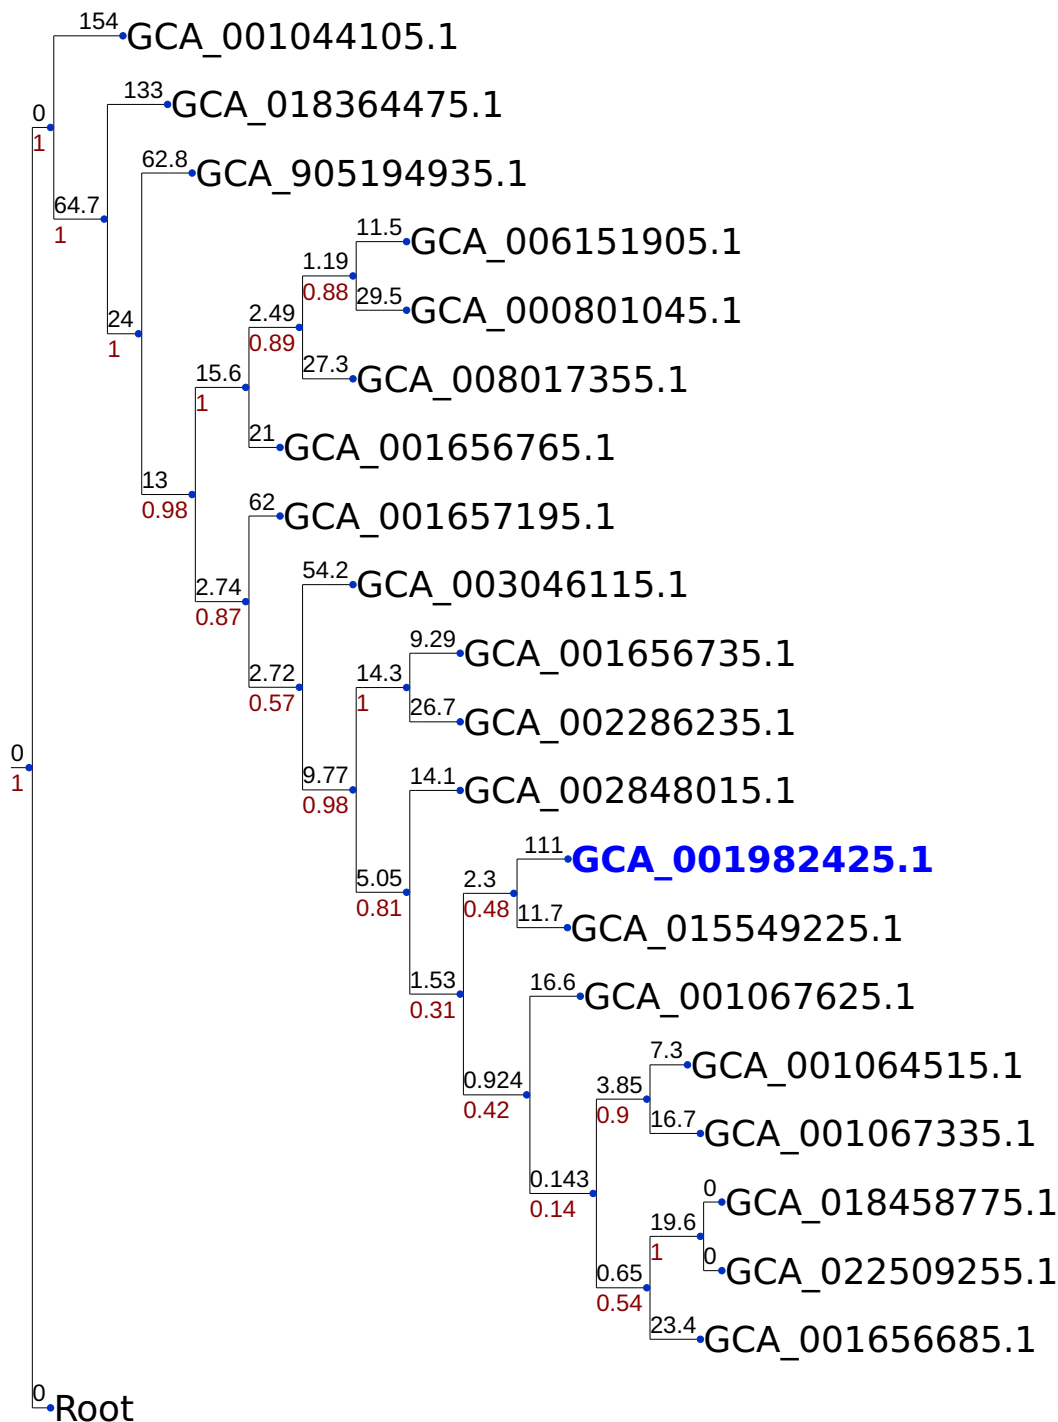 154
GCA_001044105.1
133
GCA_018364475.1
0
1
62.8
GCA_905194935.1
64.7
1
11.5
GCA_006151905.1
1.19
0.88
29.5
GCA_000801045.1
2.49
0.89
24
1
27.3
GCA_008017355.1
15.6
1
21
GCA_001656765.1
13
0.98
62
GCA_001657195.1
54.2
GCA_003046115.1
2.74
0.87
9.29
GCA_001656735.1
14.3
1
2.72
0.57
26.7
GCA_002286235.1
0
1
9.77
0.98
14.1
GCA_002848015.1
111
GCA_001982425.1
5.05
0.81
2.3
0.48
11.7
GCA_015549225.1
1.53
0.31
16.6
GCA_001067625.1
7.3
GCA_001064515.1
0.924
0.42
3.85
0.9
16.7
GCA_001067335.1
0.143
0.14
0
GCA_018458775.1
19.6
1
0
GCA_022509255.1
0.65
0.54
23.4
GCA_001656685.1
0
Root